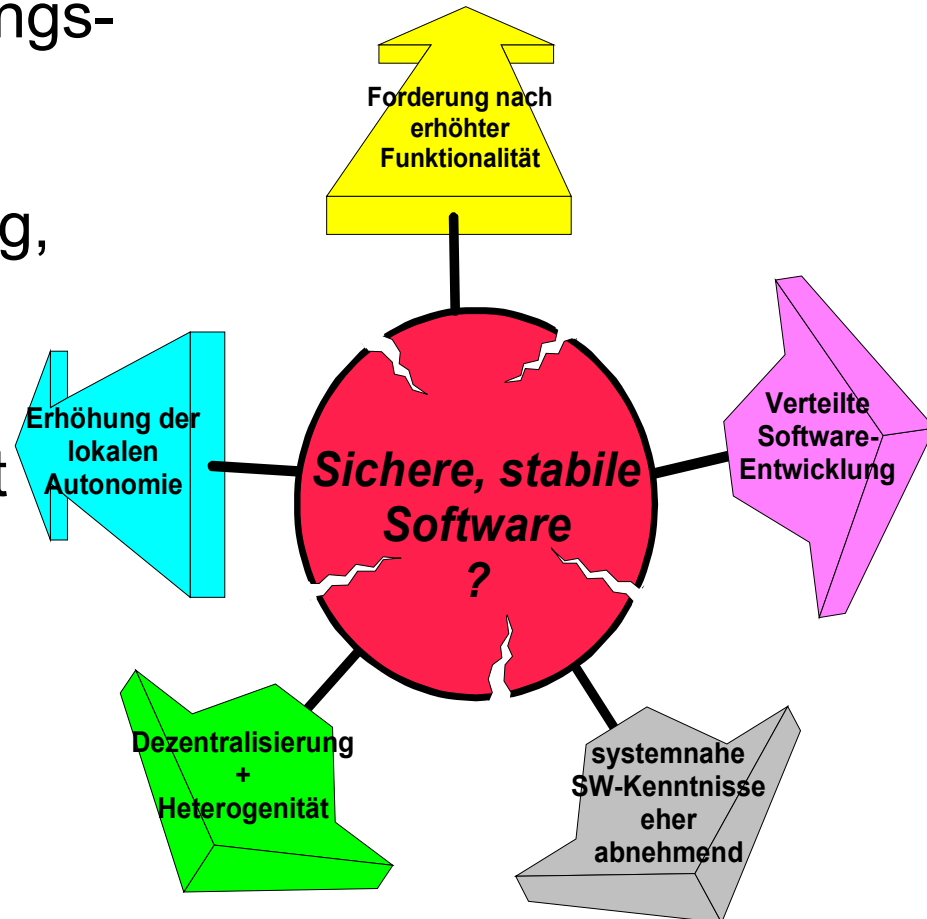 ngs-
g,
t
Forderung nach
erhöhter
Funktionalität
Erhöhung der
lokalen
Autonomie
Verteilte
Software-
Entwicklung
Sichere, stabile
Software
?
Dezentralisierung
+
Heterogenität
systemnahe
SW-Kenntnisse
eher
abnehmend